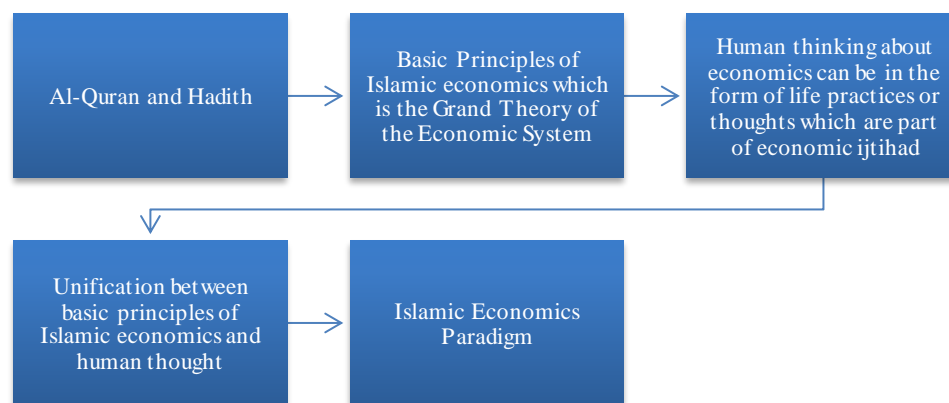 Al-Quran and Hadith
Basic Principles of
Islamic economics which
is the Grand Theory of
the Economic System
Human thinking about
economics can be in the
form of life practices or
thoughts which are part
of economic ijtihad
Unification between
basic principles of
Islamic economics and
human thought
Islamic Economics
Paradigm